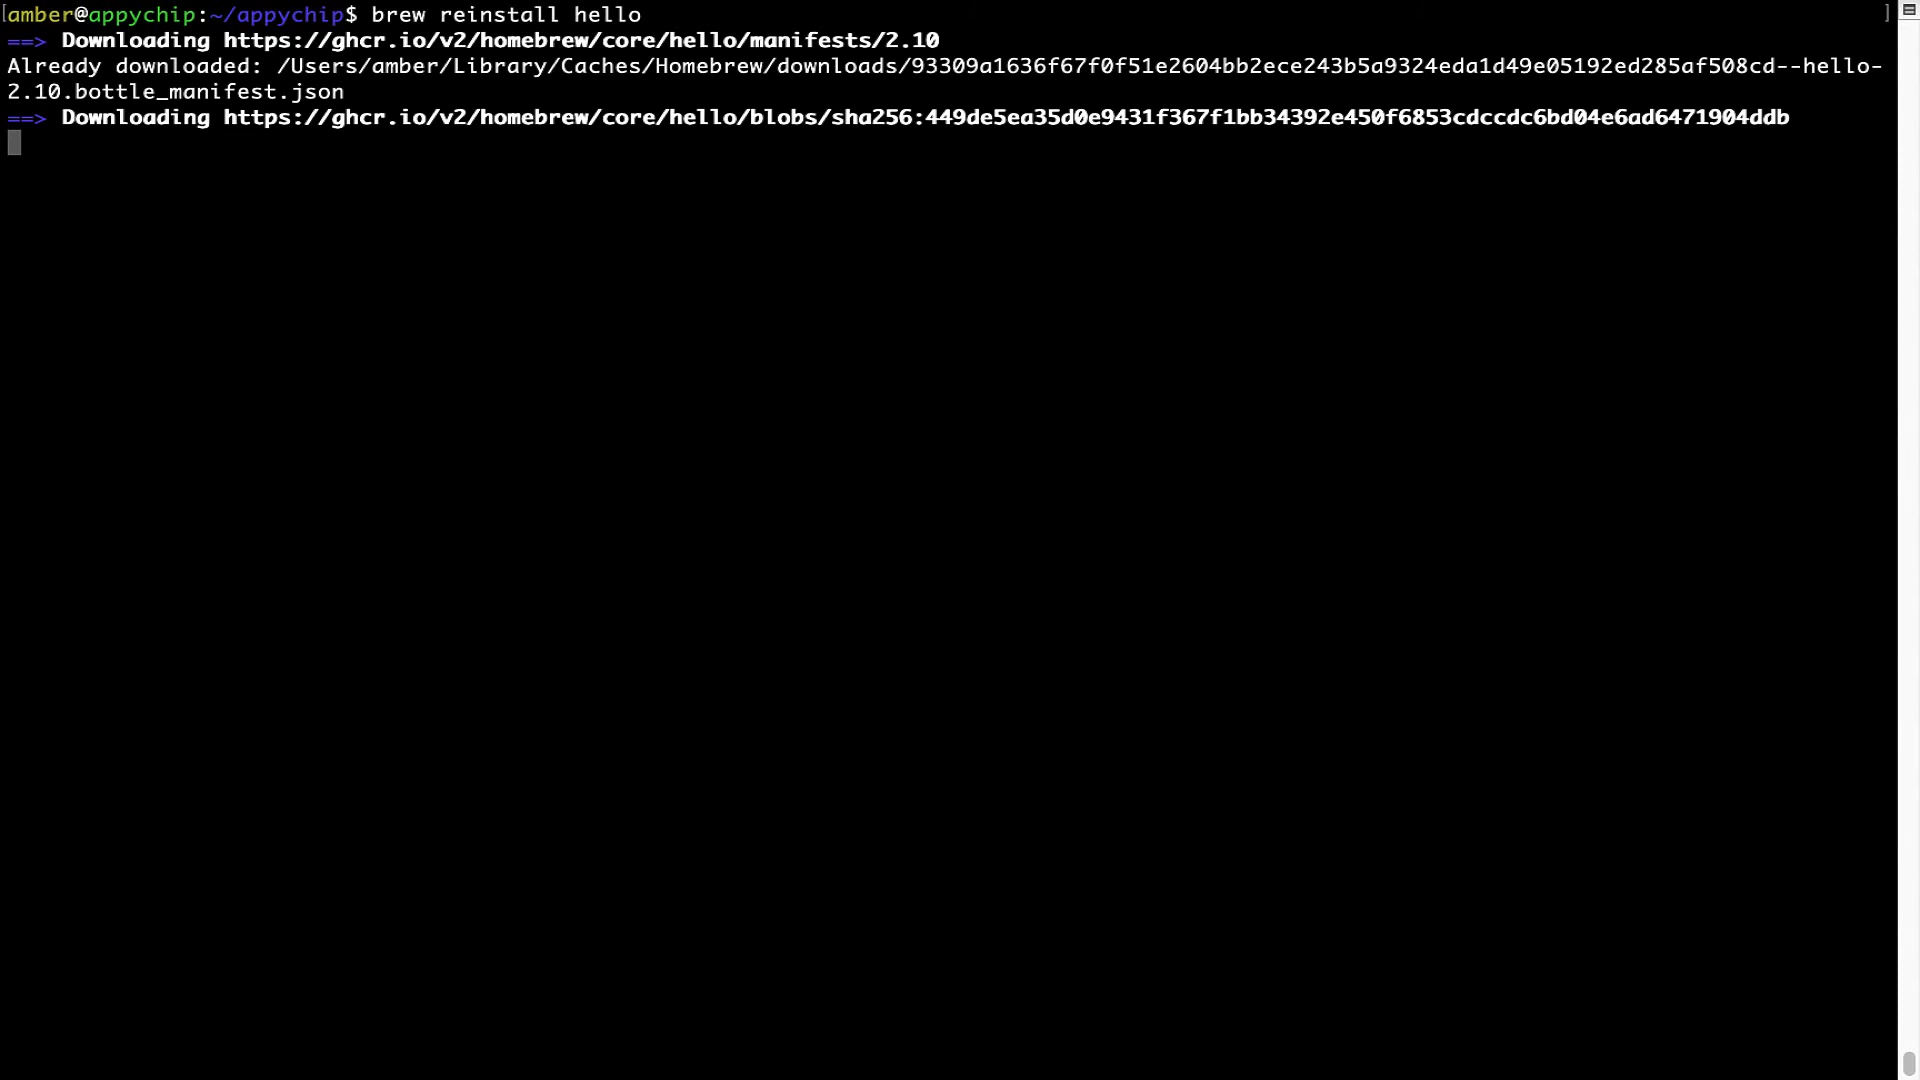 [amber@appychip:~/appychip$ brew reinstall hello ]
==> Downloading https://ghcr.io/v2/homebrew/core/hello/manifests/2.10
Already downloaded: /Users/amber/Library/Caches/Homebrew/downloads/93309a1636f67f0f51e2604bb2ece243b5a9324eda1d49e05192ed285af508cd--hello-
2.10.bottle_manifest.json
==> Downloading https://ghcr.io/v2/homebrew/core/hello/blobs/sha256:449de5ea35d0e9431f367f1bb34392e450f6853cdccdc6bd04e6ad6471904ddb